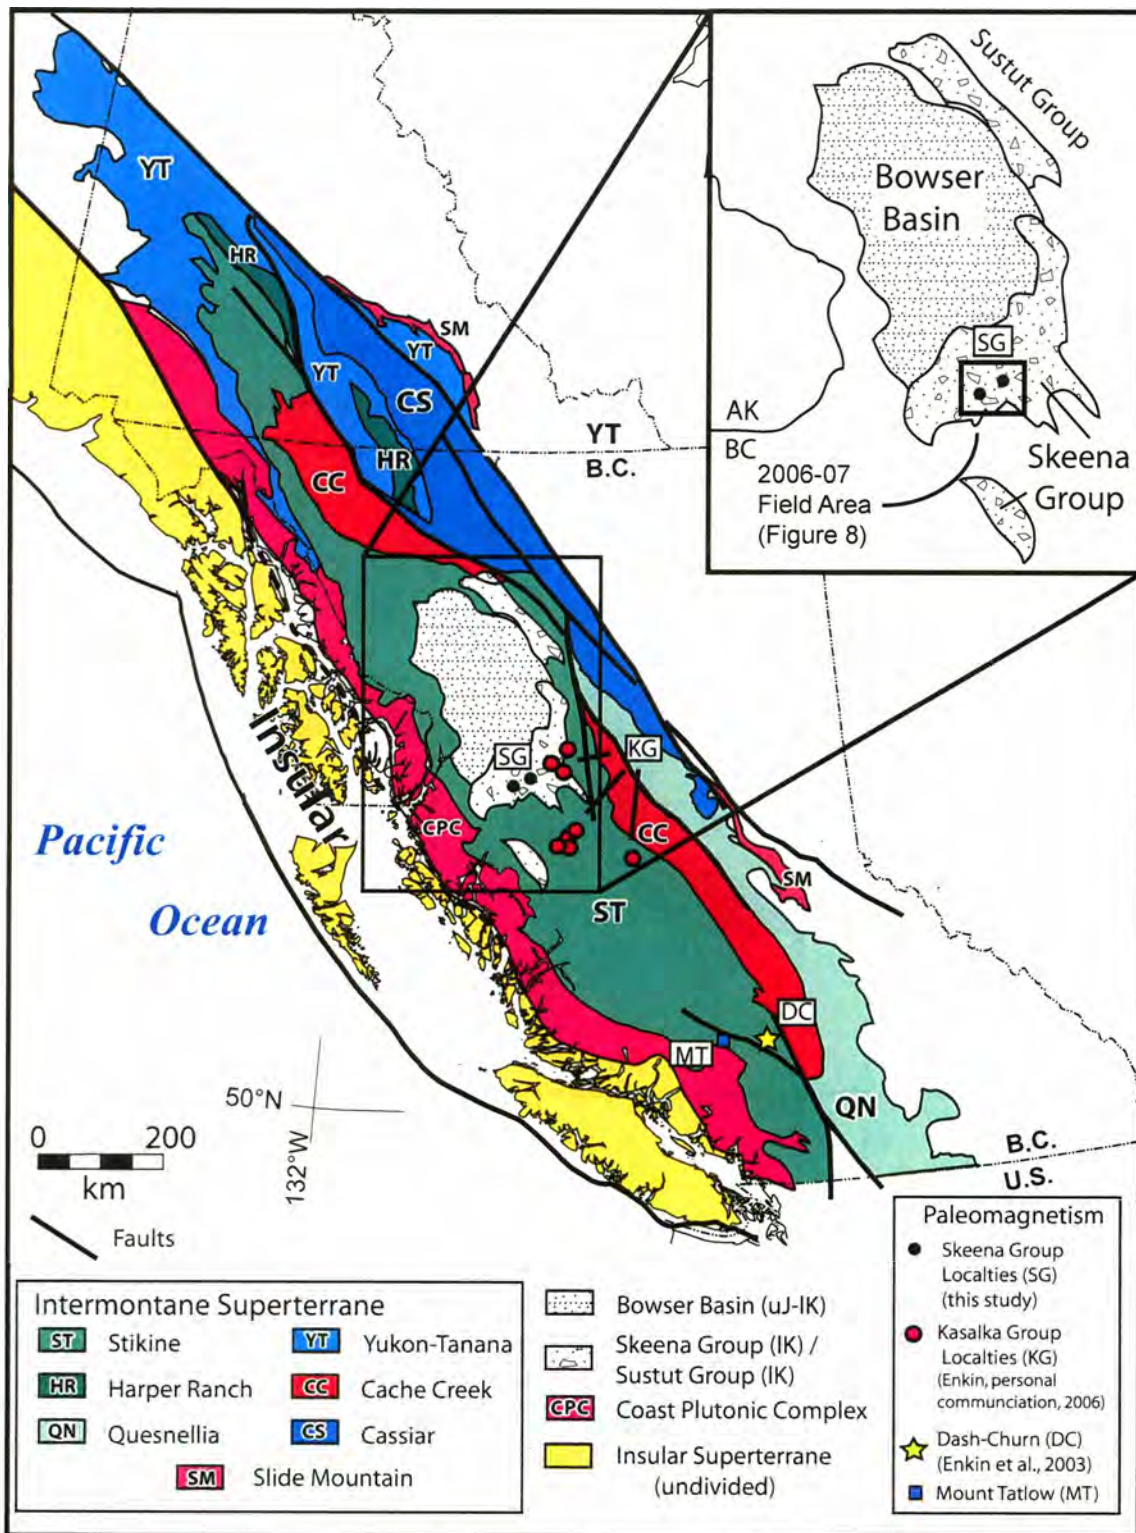 Sustut Group
Bowser
Basin
SG
AK
BC
2006-07
Field Area
(Figure 8)
Skeena
Group
YT
HR
SM
YT
YT
CS
YT
B.C.
HR
CC
SG
KG
CPC
CC
SM
ST
Insular
Pacific
Ocean
DC
MT
QN
50°N
132°W
B.C.
U.S.
0 200
km
Faults
Intermontane Superterrane
ST Stikine
YT Yukon-Tanana
HR Harper Ranch
CC Cache Creek
QN Quesnellia
CS Cassiar
SM Slide Mountain
Bowser Basin (uJ-lK)
Skeena Group (lK) /
Sustut Group (lK)
CPC Coast Plutonic Complex
Insular Superterrane
(undivided)
Paleomagnetism
Skeena Group
Localties (SG)
(this study)
Kasalka Group
Localties (KG)
(Enkin, personal
communciation, 2006)
Dash-Churn (DC)
(Enkin et al., 2003)
Mount Tatlow (MT)